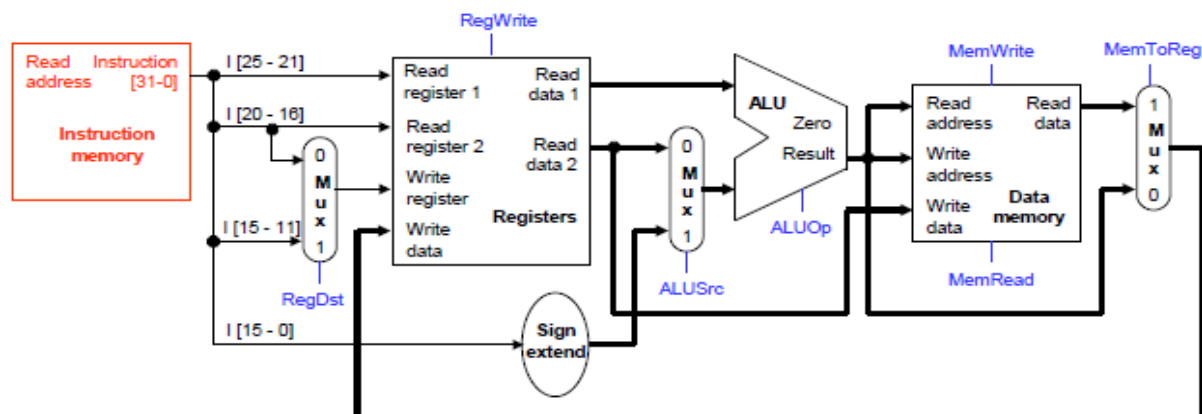 RegWrite
Read Instruction
address [31-0]
Instruction
memory
I [25 - 21]
I [20 - 16]
I [15 - 11]
I [15 - 0]
0
M
u
x
1
RegDst
Read
register 1
Read
register 2
Write
register
Write
data
Read
data 1
Read
data 2
Registers
Sign
extend
0
M
u
x
1
ALUSrc
ALU
Zero
Result
ALUOp
MemWrite
Read
address
Write
address
Write
data
Read
data
Data
memory
MemRead
MemToReg
1
M
u
x
0